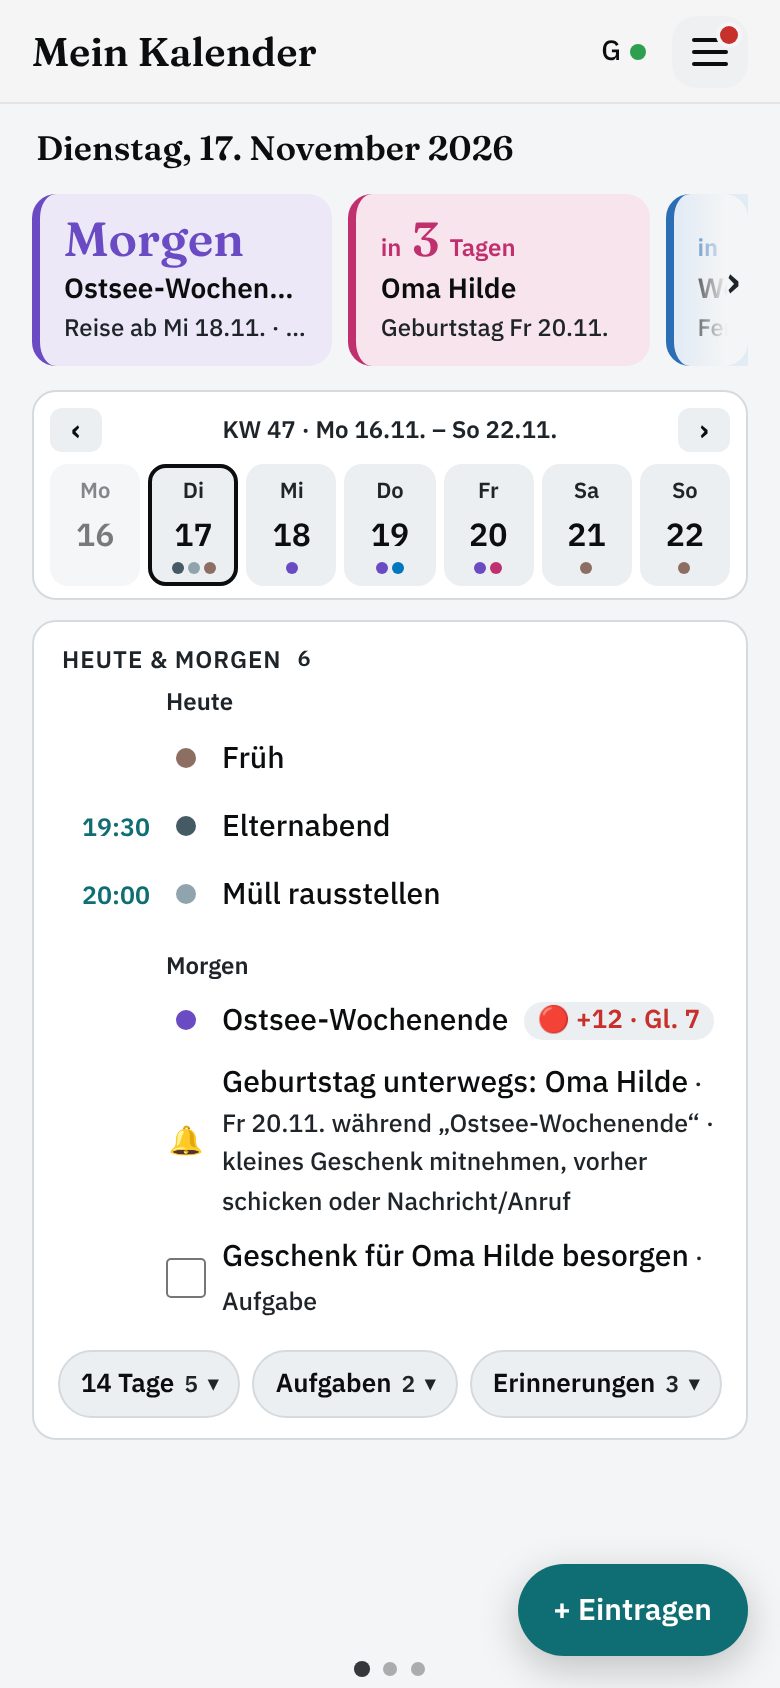 Mein Kalender
G
Dienstag, 17. November 2026
Morgen
Ostsee-Wochen...
Reise ab Mi 18.11. · ...
in 3 Tagen
Oma Hilde
Geburtstag Fr 20.11.
in
W
Fe
›
‹ KW 47 · Mo 16.11. – So 22.11. ›
Mo Di Mi Do Fr Sa So
16 17 18 19 20 21 22
HEUTE & MORGEN 6
Heute
Früh
19:30 Elternabend
20:00 Müll rausstellen
Morgen
Ostsee-Wochenende 🔴 +12 · Gl. 7
Geburtstag unterwegs: Oma Hilde ·
🔔 Fr 20.11. während „Ostsee-Wochenende“ ·
kleines Geschenk mitnehmen, vorher
schicken oder Nachricht/Anruf
Geschenk für Oma Hilde besorgen ·
Aufgabe
14 Tage 5 ▾ Aufgaben 2 ▾ Erinnerungen 3 ▾
+ Eintragen